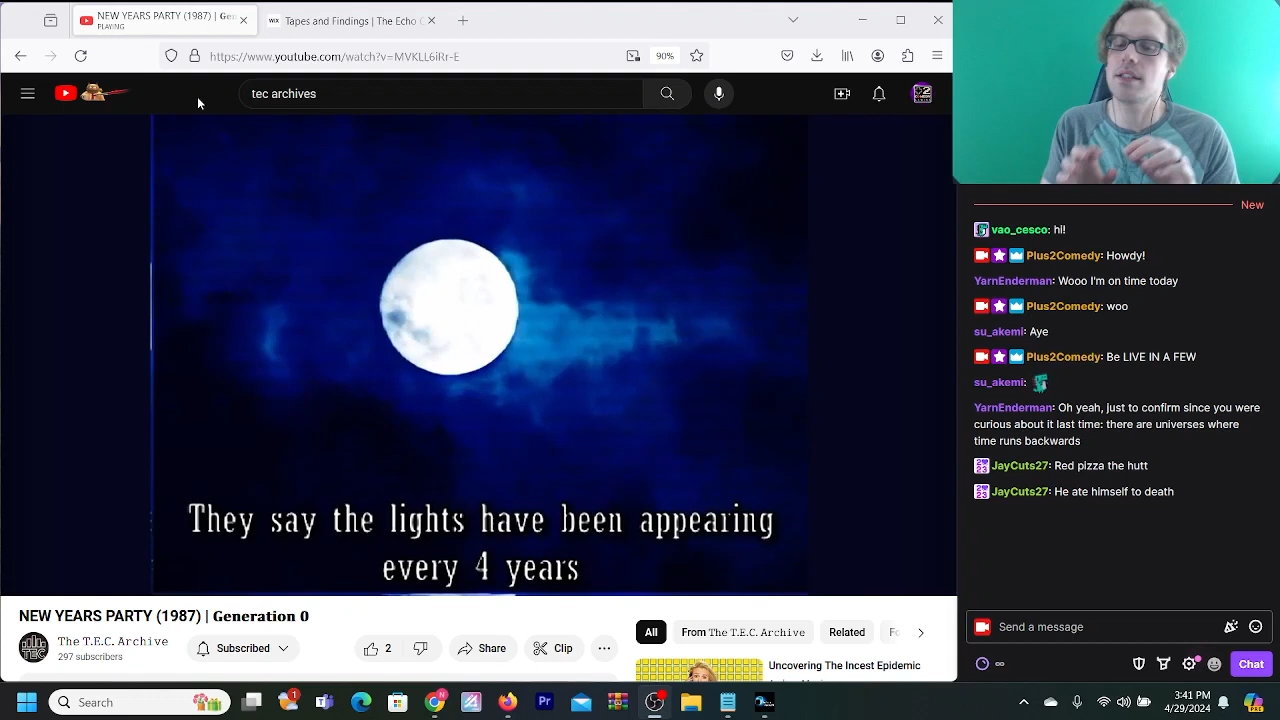 NEW YEARS PARTY (1987) | Gen
PLAYING
WIX
Tapes and Findings | The Echo
https://www.youtube.com/watch?v=MVKLL6iRr-E
90%
tec archives
They say the lights have been appearing
every 4 years
NEW YEARS PARTY (1987) | Generation 0
The T.E.C. Archive
297 subscribers
Subscribed
2
Share
Clip
All
From The T.E.C. Archive
Related
Fo
Uncovering The Incest Epidemic
New
vao_cesco: hi!
Plus2Comedy: Howdy!
YarnEnderman: Wooo I'm on time today
Plus2Comedy: woo
su_akemi: Aye
Plus2Comedy: Be LIVE IN A FEW
su_akemi:
YarnEnderman: Oh yeah, just to confirm since you were
curious about it last time: there are universes where
time runs backwards
JayCuts27: Red pizza the hutt
JayCuts27: He ate himself to death
Send a message
Chat
Search
1
N
Pr
3:41 PM
4/29/2024
PRE